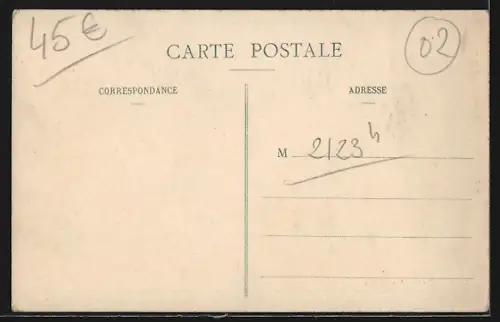 45€
02
CARTE POSTALE
CORRESPONDANCE
ADRESSE
M 2123 h